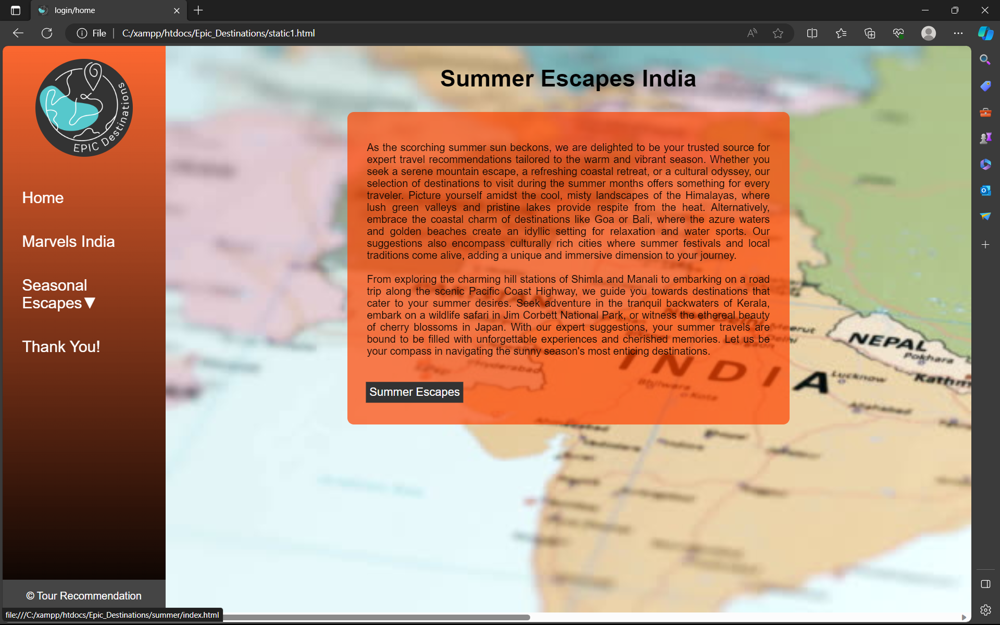 login/home
File
C:/xampp/htdocs/Epic_Destinations/static1.html
EPIC Destinations
Home
Marvels India
Seasonal
Escapes▼
Thank You!
© Tour Recommendation
file:///C:/xampp/htdocs/Epic_Destinations/summer/index.html
Summer Escapes India
As the scorching summer sun beckons, we are delighted to be your trusted source for
expert travel recommendations tailored to the warm and vibrant season. Whether you
seek a serene mountain escape, a refreshing coastal retreat, or a cultural odyssey, our
selection of destinations to visit during the summer months offers something for every
traveler. Picture yourself amidst the cool, misty landscapes of the Himalayas, where
lush green valleys and pristine lakes provide respite from the heat. Alternatively,
embrace the coastal charm of destinations like Goa or Bali, where the azure waters
and golden beaches create an idyllic setting for relaxation and water sports. Our
suggestions also encompass culturally rich cities where summer festivals and local
traditions come alive, adding a unique and immersive dimension to your journey.
From exploring the charming hill stations of Shimla and Manali to embarking on a road
trip along the scenic Pacific Coast Highway, we guide you towards destinations that
cater to your summer desires. Seek adventure in the tranquil backwaters of Kerala,
embark on a wildlife safari in Jim Corbett National Park, or witness the ethereal beauty
of cherry blossoms in Japan. With our expert suggestions, your summer travels are
bound to be filled with unforgettable experiences and cherished memories. Let us be
your compass in navigating the sunny season's most enticing destinations.
Summer Escapes
New Delhi
Meerut
NEPAL
Pokhara
Hyderabad
INDIA
Lucknow
Kathm
Bhilwara
Kota
Allahabad